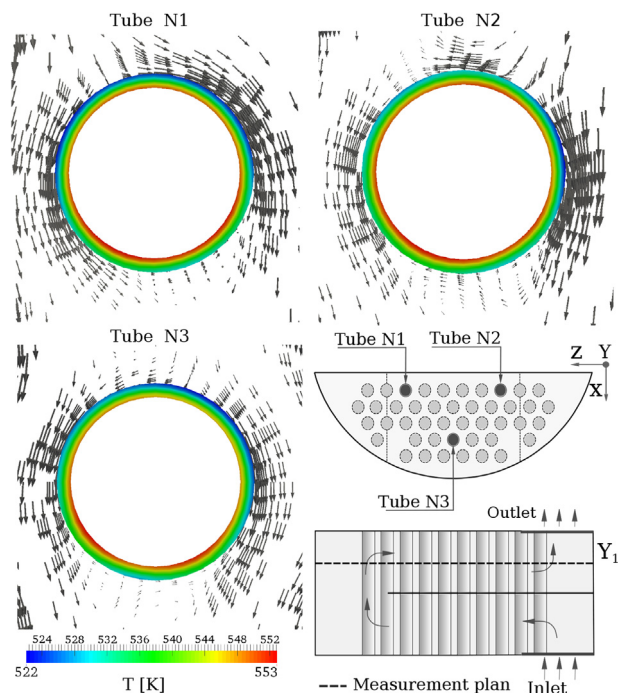 Tube N1
Tube N2
Tube N3
Tube N1
Tube N2
Z
Y
X
Tube N3
Outlet
Y1
524 528 532 536 540 544 548 552
522
553
T [K]
Measurement plan
Inlet